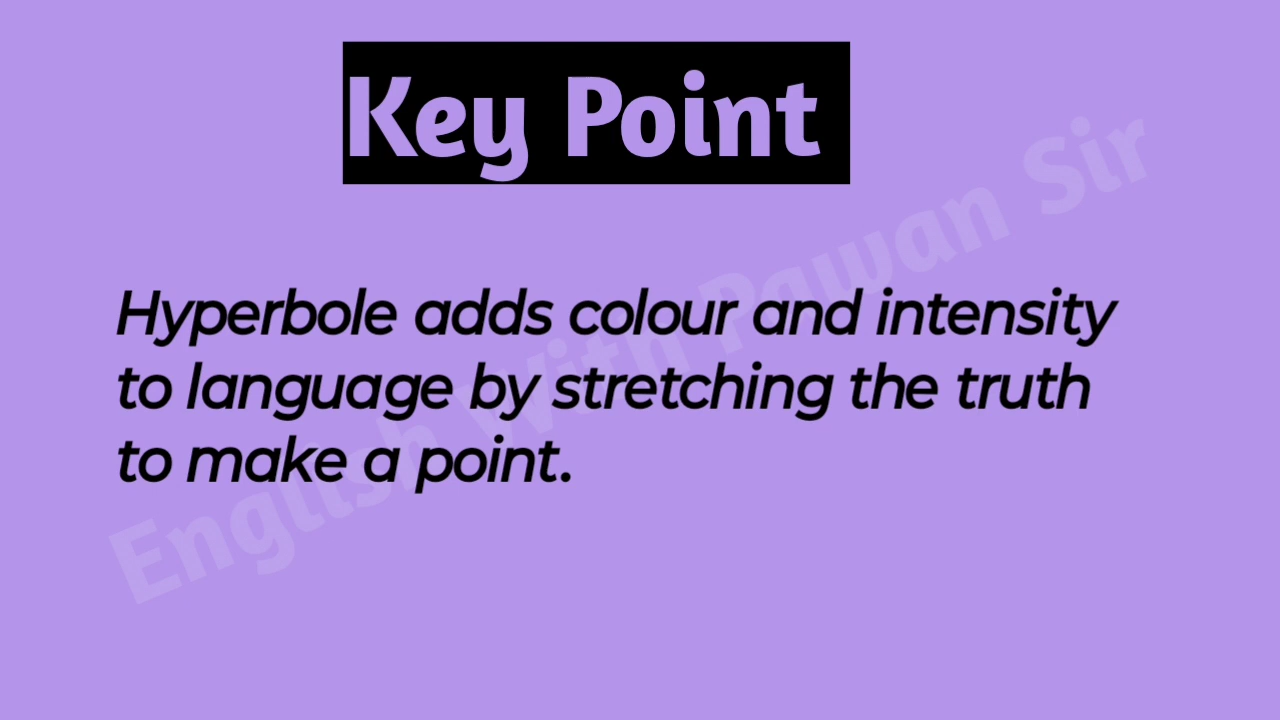 Key Point
Hyperbole adds colour and intensity
to language by stretching the truth
to make a point.
English With Pawan Sir